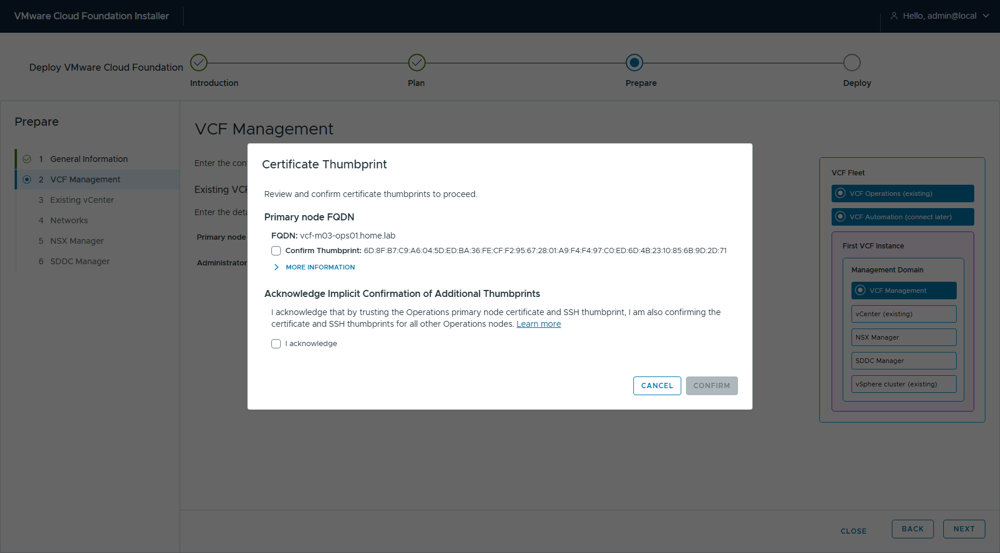 VMware Cloud Foundation Installer
Hello, admin@local
Deploy VMware Cloud Foundation
Introduction
Plan
Prepare
Deploy
Prepare
1 General Information
2 VCF Management
3 Existing vCenter
4 Networks
5 NSX Manager
6 SDDC Manager
VCF Management
Enter the con
Existing VCF
Enter the deta
Primary node
Administrator
Certificate Thumbprint
Review and confirm certificate thumbprints to proceed.
Primary node FQDN
FQDN: vcf-m03-ops01.home.lab
Confirm Thumbprint: 6D:8F:B7:C9:A6:04:5D:ED:BA:36:FE:CF:F2:95:67:28:01:A9:F4:F4:97:C0:ED:6D:4B:23:10:85:6B:9D:2D:71
MORE INFORMATION
Acknowledge Implicit Confirmation of Additional Thumbprints
I acknowledge that by trusting the Operations primary node certificate and SSH thumbprint, I am also confirming the
certificate and SSH thumbprints for all other Operations nodes. Learn more
I acknowledge
CANCEL
CONFIRM
VCF Fleet
VCF Operations (existing)
VCF Automation (connect later)
First VCF Instance
Management Domain
VCF Management
vCenter (existing)
NSX Manager
SDDC Manager
vSphere cluster (existing)
CLOSE
BACK
NEXT